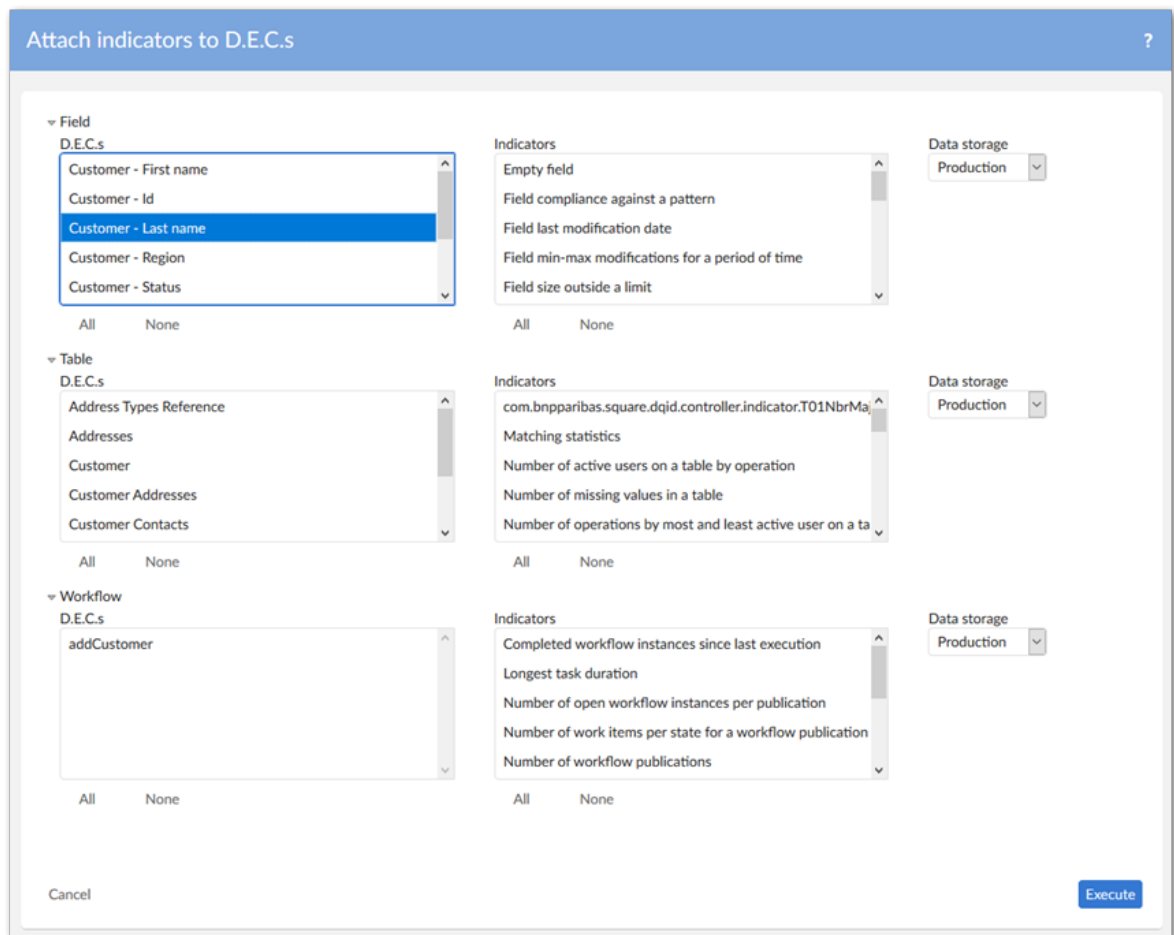 Attach indicators to D.E.C.s ?
Field
D.E.C.s Indicators Data storage
Customer - First name Empty field Production
Customer - Id Field compliance against a pattern
Customer - Last name Field last modification date
Customer - Region Field min-max modifications for a period of time
Customer - Status Field size outside a limit
All None All None
Table
D.E.C.s Indicators Data storage
Address Types Reference com.bnpparibas.square.dqid.controller.indicator.T01NbrMaj Production
Addresses Matching statistics
Customer Number of active users on a table by operation
Customer Addresses Number of missing values in a table
Customer Contacts Number of operations by most and least active user on a ta
All None All None
Workflow
D.E.C.s Indicators Data storage
addCustomer Completed workflow instances since last execution Production
Longest task duration
Number of open workflow instances per publication
Number of work items per state for a workflow publication
Number of workflow publications
All None All None
Cancel Execute